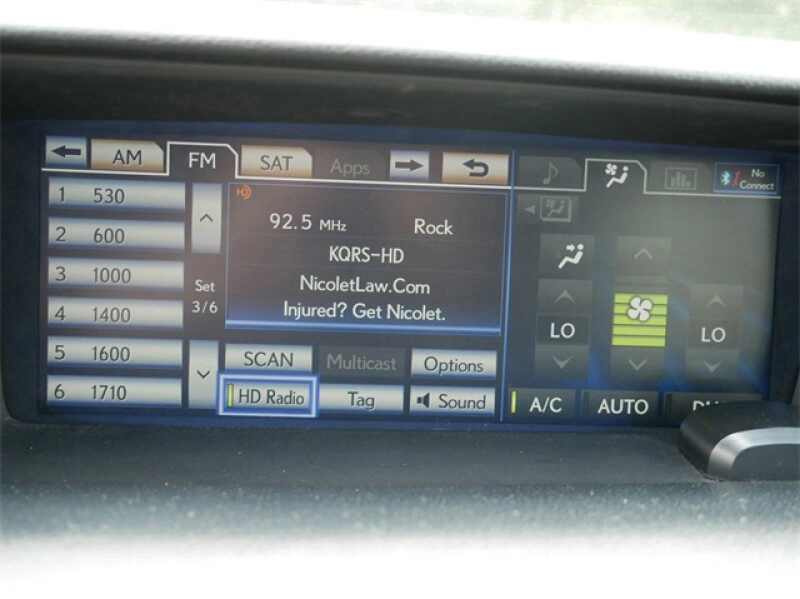 AM FM SAT Apps
No
Connect
1 530
2 600
3 1000
4 1400
5 1600
6 1710
Set
3/6
HD
92.5 MHz Rock
KQRS-HD
NicoletLaw.Com
Injured? Get Nicolet.
SCAN Multicast Options
HD Radio Tag Sound
LO LO
A/C AUTO